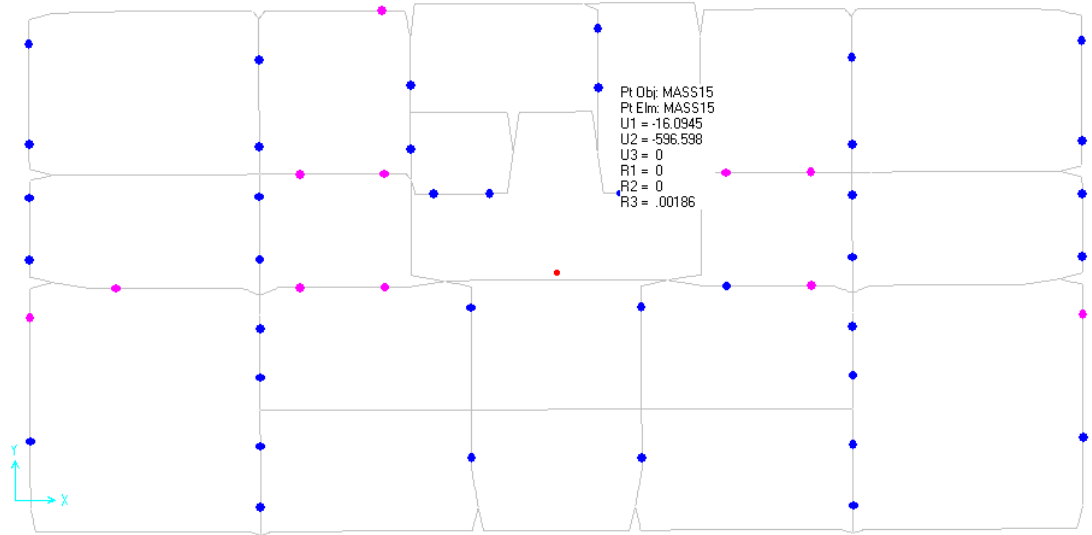 Pt Obj: MASS15
Pt Elm: MASS15
U1 = -16.0945
U2 = -596.598
U3 = 0
R1 = 0
R2 = 0
R3 = .00186
Y
X